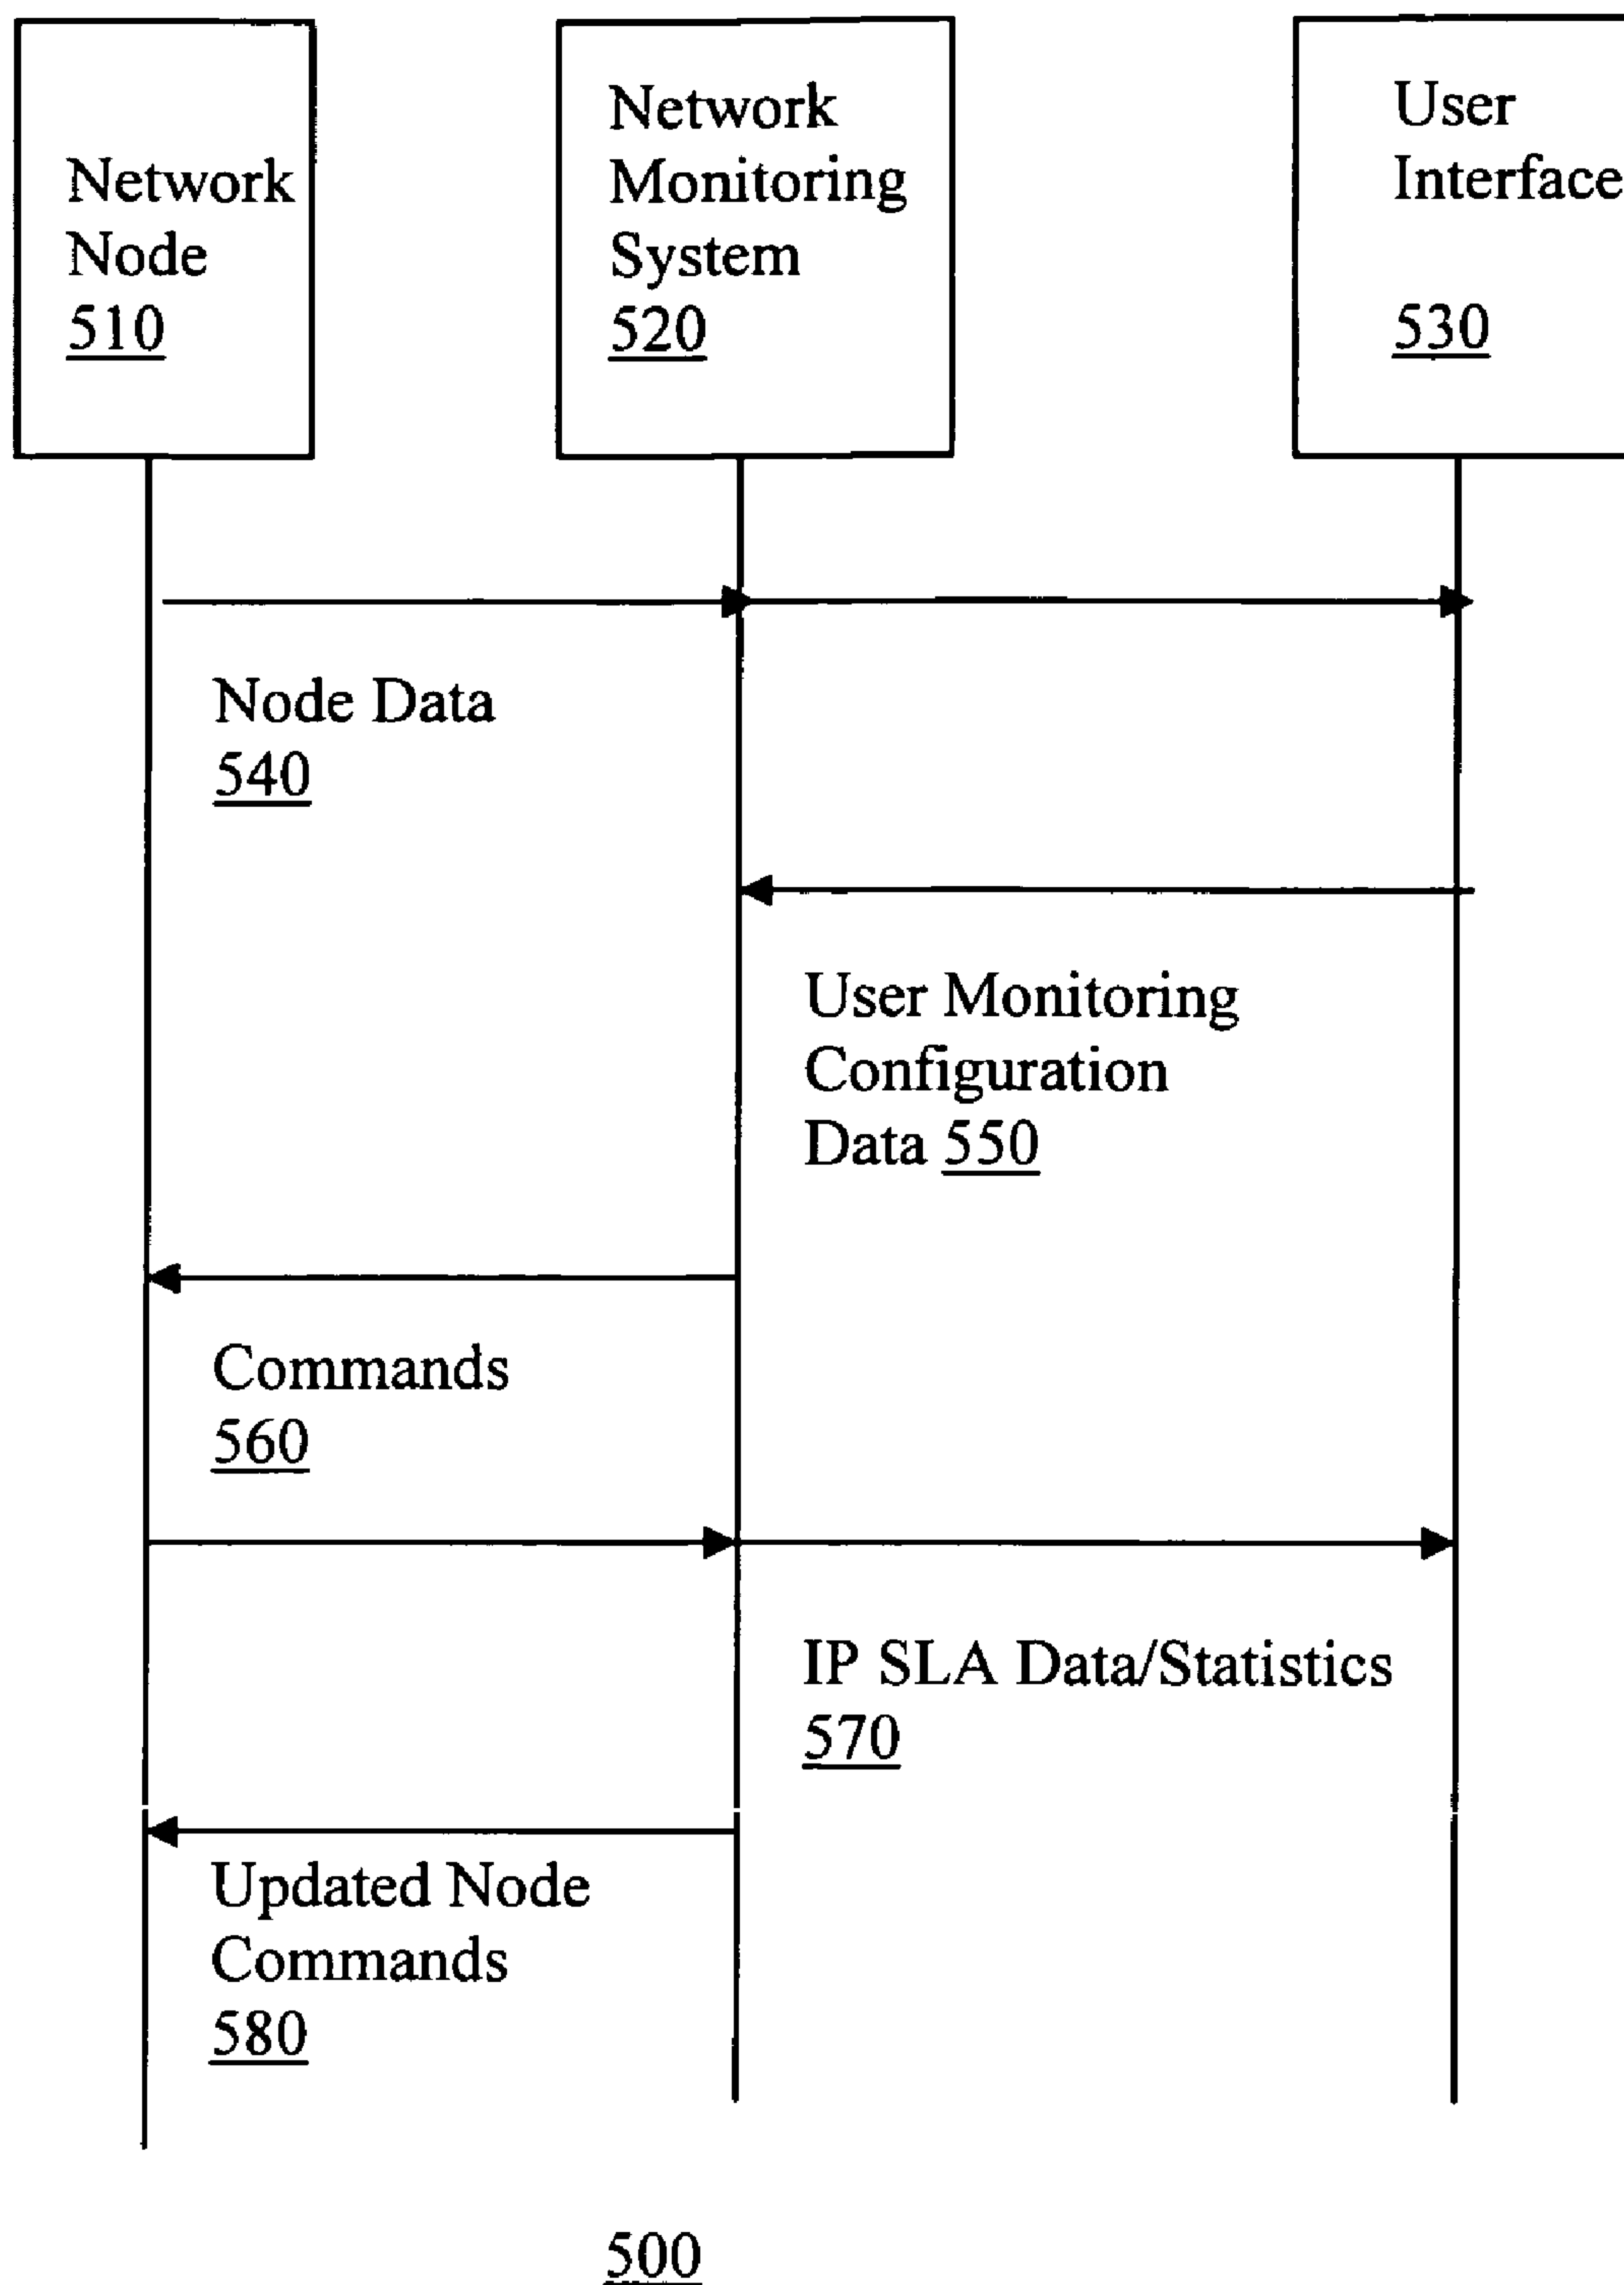 Network
Node
510
Network
Monitoring
System
520
User
Interface
530
Node Data
540
User Monitoring
Configuration
Data 550
Commands
560
IP SLA Data/Statistics
570
Updated Node
Commands
580
500